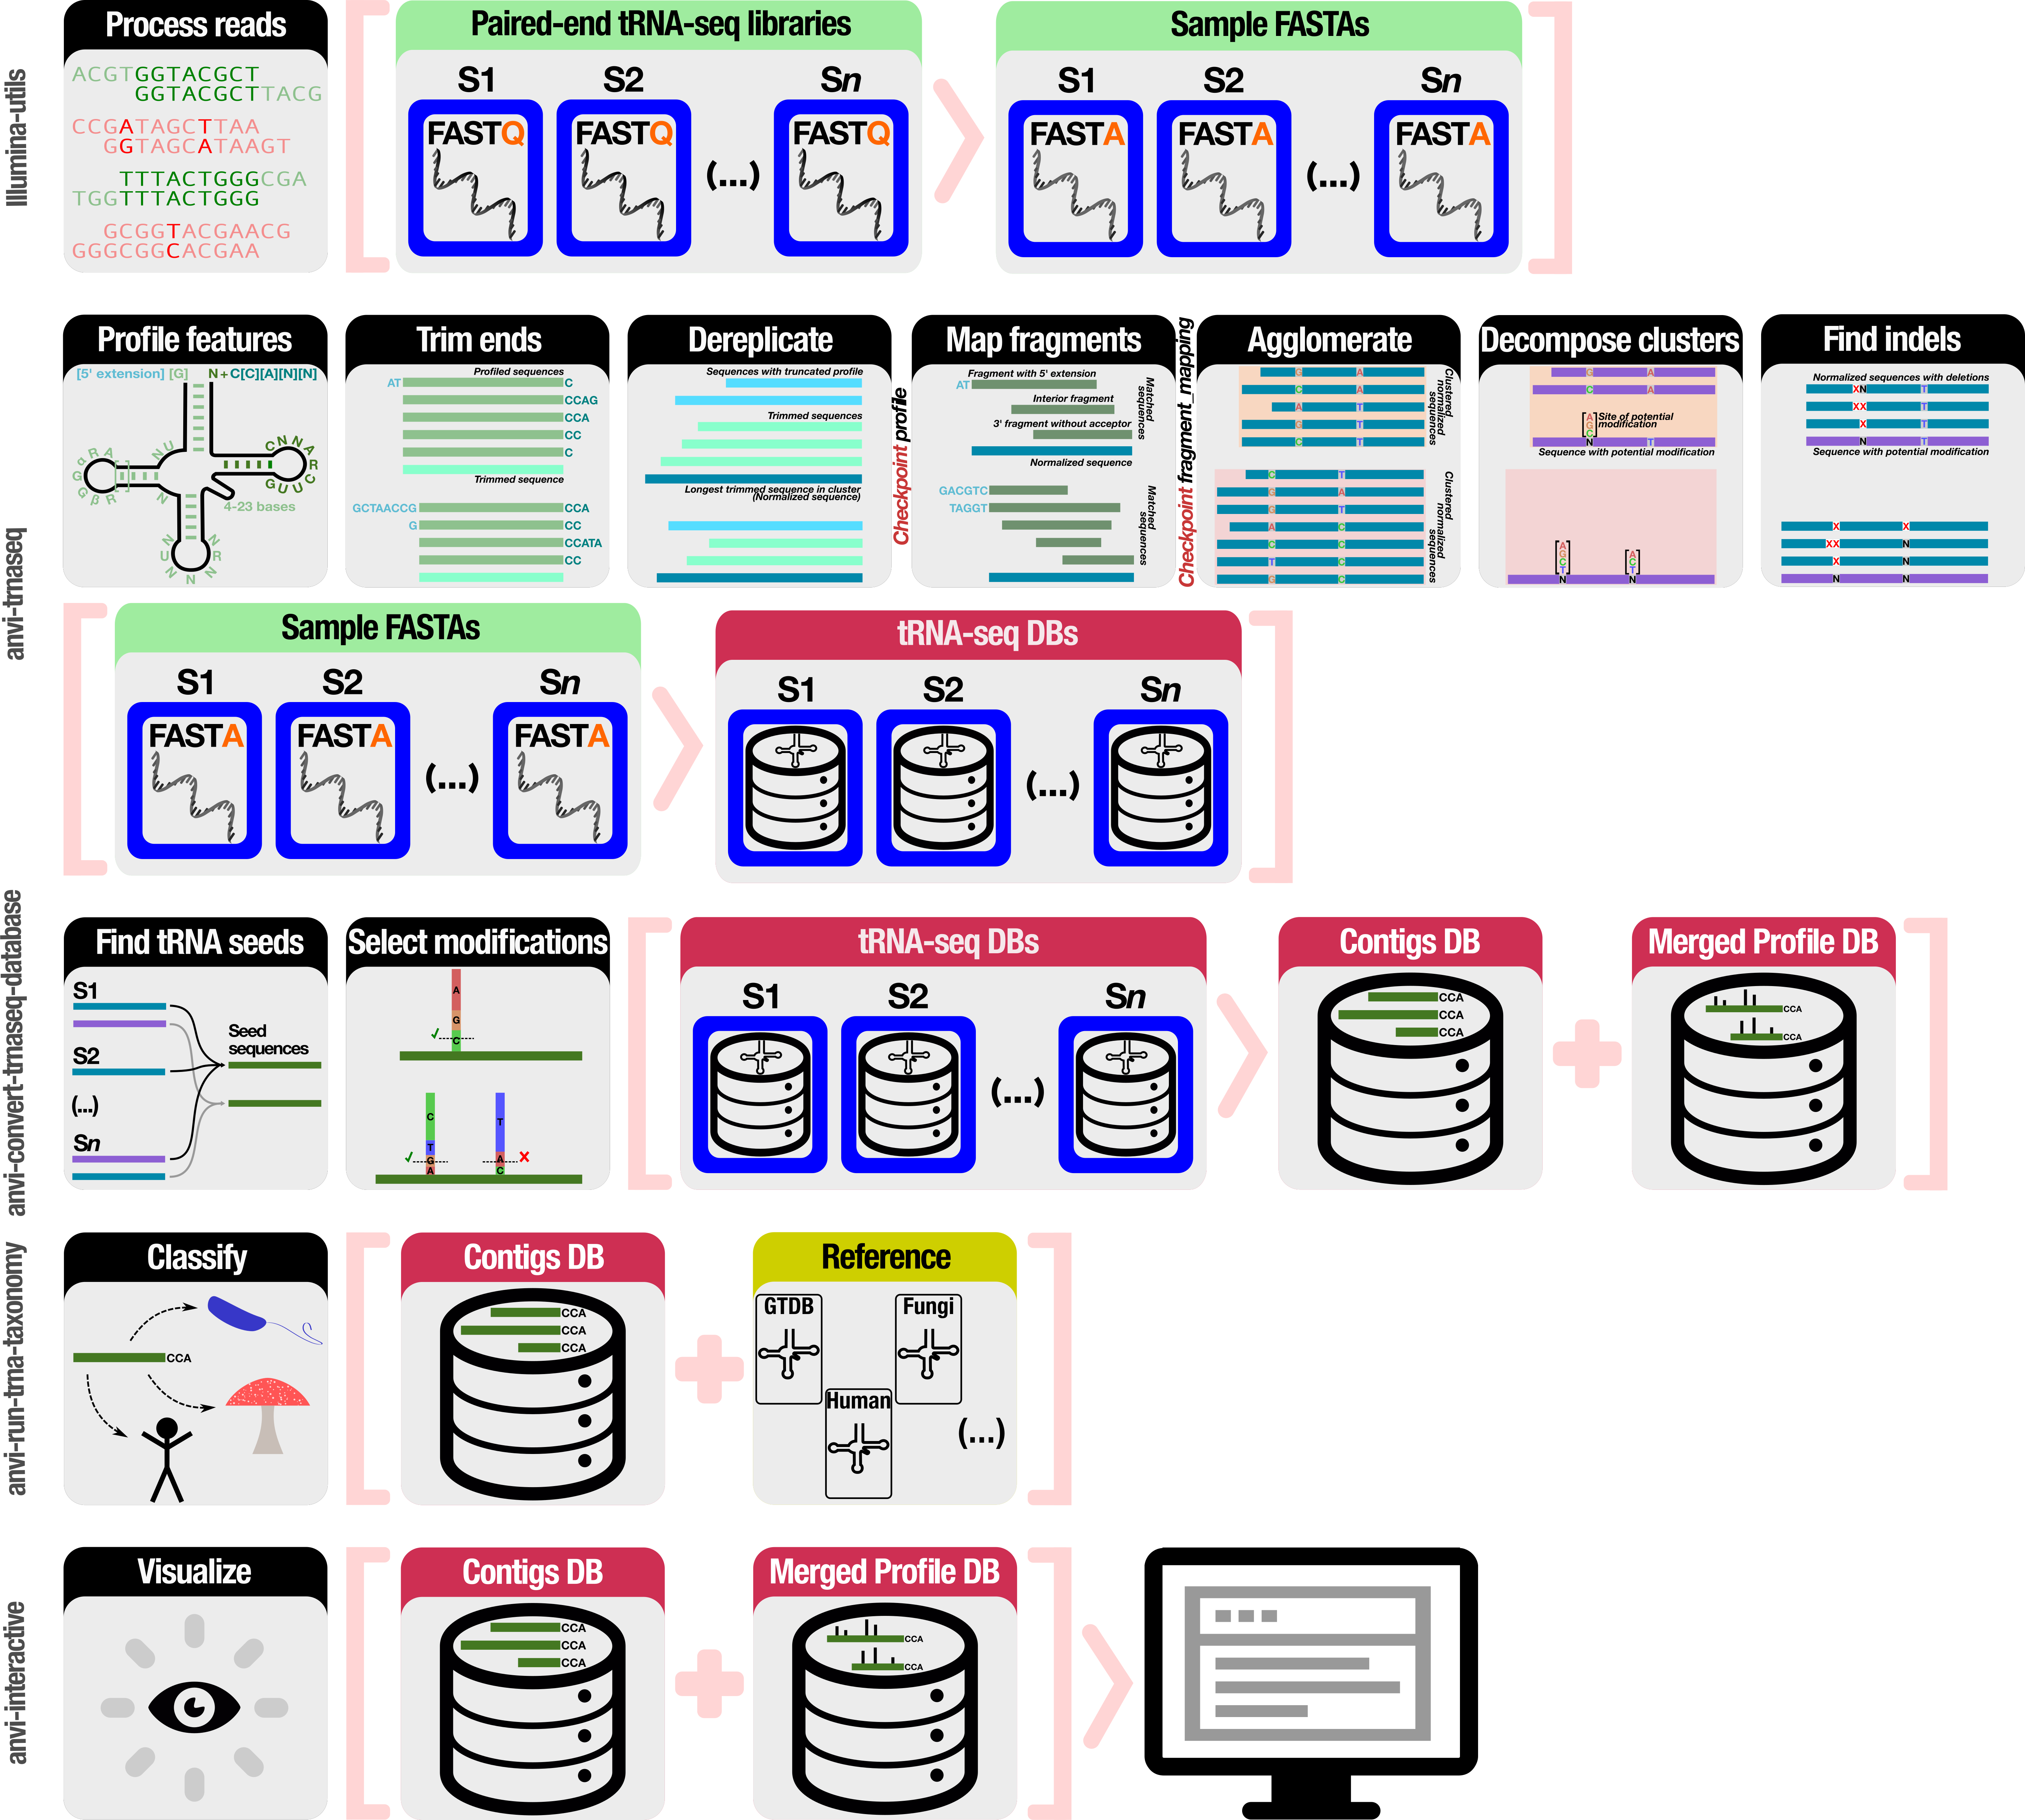 Illumina-utils
Process reads
ACGTGGTACGCT
GGTACGCTTACG
CCGATAGCTTAA
GGTAGCATAAGT
TTTACTGGGCGA
TGGTTTACTGGG
GCGGTACGAACG
GGGCGGCACGAA
Paired-end tRNA-seq libraries
S1 S2 Sn
FASTQ FASTQ (...) FASTQ
Sample FASTAs
S1 S2 Sn
FASTA FASTA (...) FASTA
anvi-trnaseq
Profile features
[5' extension] [G] N+C[C][A][N][N]
G α R A
G G β R
N U
N
C N N A
R
G U U C
4-23 bases
N N
U R
U N N N
Trim ends
Profiled sequences
AT C
CCAG
CCA
CC
C
Trimmed sequence
GCTAACCG CCA
G CC
CCATA
CC
Dereplicate
Sequences with truncated profile
Trimmed sequences
Longest trimmed sequence in cluster
(Normalized sequence)
Checkpoint profile
Map fragments
Fragment with 5' extension
AT
Interior fragment
3' fragment without acceptor
Normalized sequence
Matched
sequences
GACGTC
TAGGT
Matched
sequences
Checkpoint fragment_mapping
Agglomerate
G A
C A
A T
G T
C T
Clustered
normalized
sequences
C T
G A
G T
A C
C C
T C
G C
Clustered
normalized
sequences
Decompose clusters
G A
C A
A
G
C
N T
Site of potential
modification
Sequence with potential modification
A
G
C
T
N
A
C
T
N
Find indels
Normalized sequences with deletions
XN T
XX T
X T
N T
Sequence with potential modification
X X
XX N
X N
N N
Sample FASTAs
S1 S2 Sn
FASTA FASTA (...) FASTA
tRNA-seq DBs
S1 S2 Sn
(...)
anvi-convert-trnaseq-database
Find tRNA seeds
S1
S2
(...)
Sn
Seed
sequences
Select modifications
A
G
C
C
T
G
A
T
A
C
tRNA-seq DBs
S1 S2 Sn
(...)
Contigs DB
CCA
CCA
CCA
Merged Profile DB
CCA
CCA
anvi-run-trna-taxonomy
Classify
CCA
Contigs DB
CCA
CCA
CCA
Reference
GTDB
Fungi
Human
(...)
anvi-interactive
Visualize
Contigs DB
CCA
CCA
CCA
Merged Profile DB
CCA
CCA